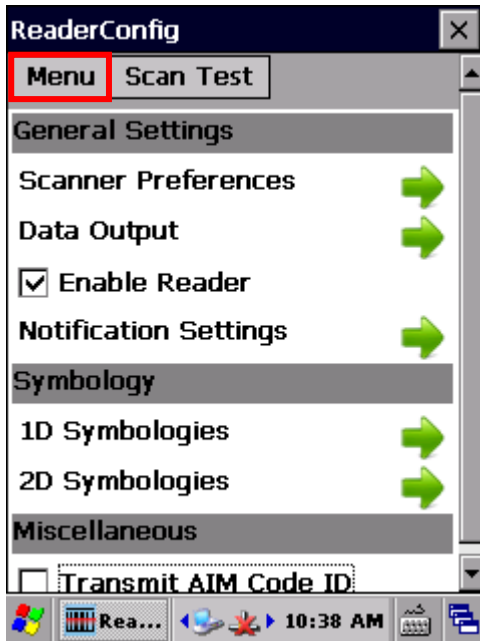 ReaderConfig
Menu Scan Test
General Settings
Scanner Preferences
Data Output
Enable Reader
Notification Settings
Symbology
1D Symbologies
2D Symbologies
Miscellaneous
Transmit AIM Code ID
Rea... 10:38 AM